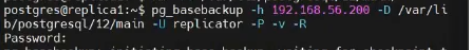 postgres@replica1:~$ pg_basebackup -h 192.168.56.200 -D /var/li
b/postgresql/12/main -U replicator -P -v -R
Password: